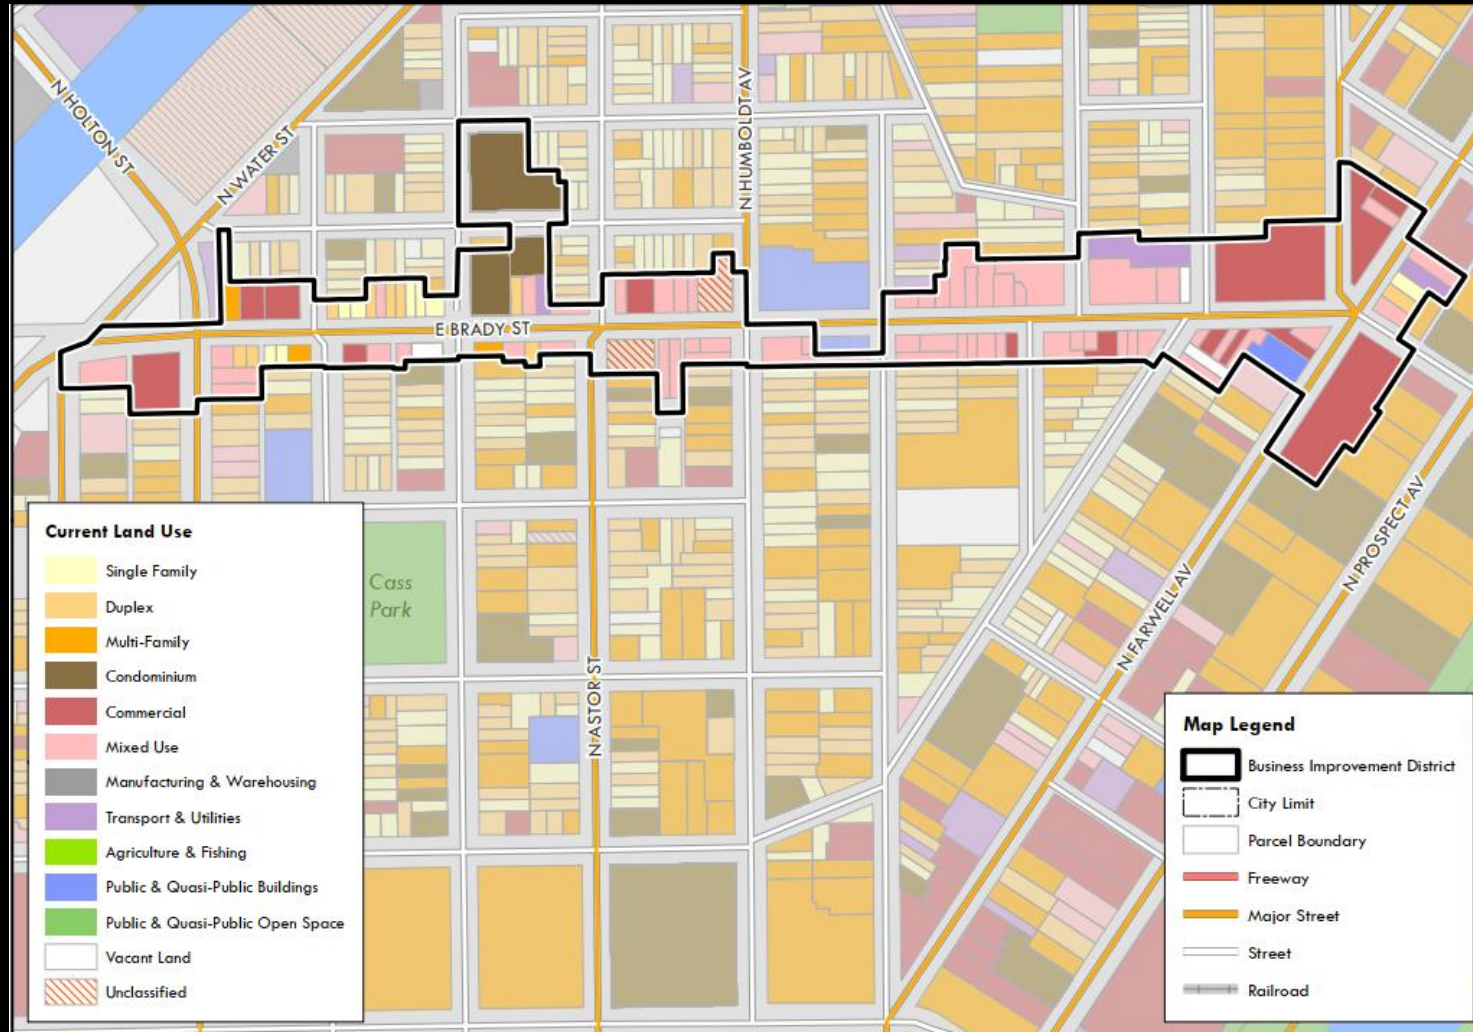 N HOLTON ST
N WATER ST
N HUMBOLDT AV
E BRADY ST
Cass
Park
N ASTOR ST
N FARWELL AV
N PROSPECT AV
Current Land Use
Single Family
Duplex
Multi-Family
Condominium
Commercial
Mixed Use
Manufacturing & Warehousing
Transport & Utilities
Agriculture & Fishing
Public & Quasi-Public Buildings
Public & Quasi-Public Open Space
Vacant Land
Unclassified
Map Legend
Business Improvement District
City Limit
Parcel Boundary
Freeway
Major Street
Street
Railroad